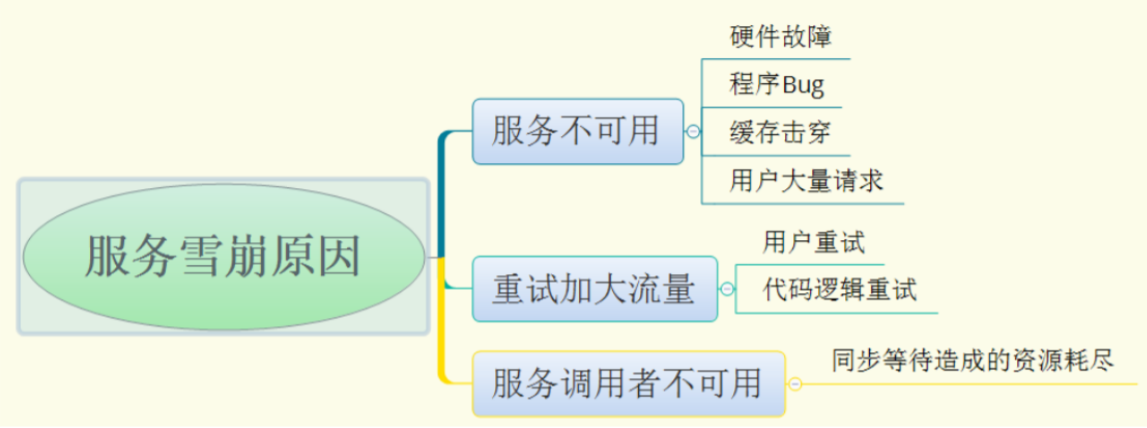 服务雪崩原因
服务不可用
硬件故障
程序Bug
缓存击穿
用户大量请求
重试加大流量
用户重试
代码逻辑重试
服务调用者不可用
同步等待造成的资源耗尽